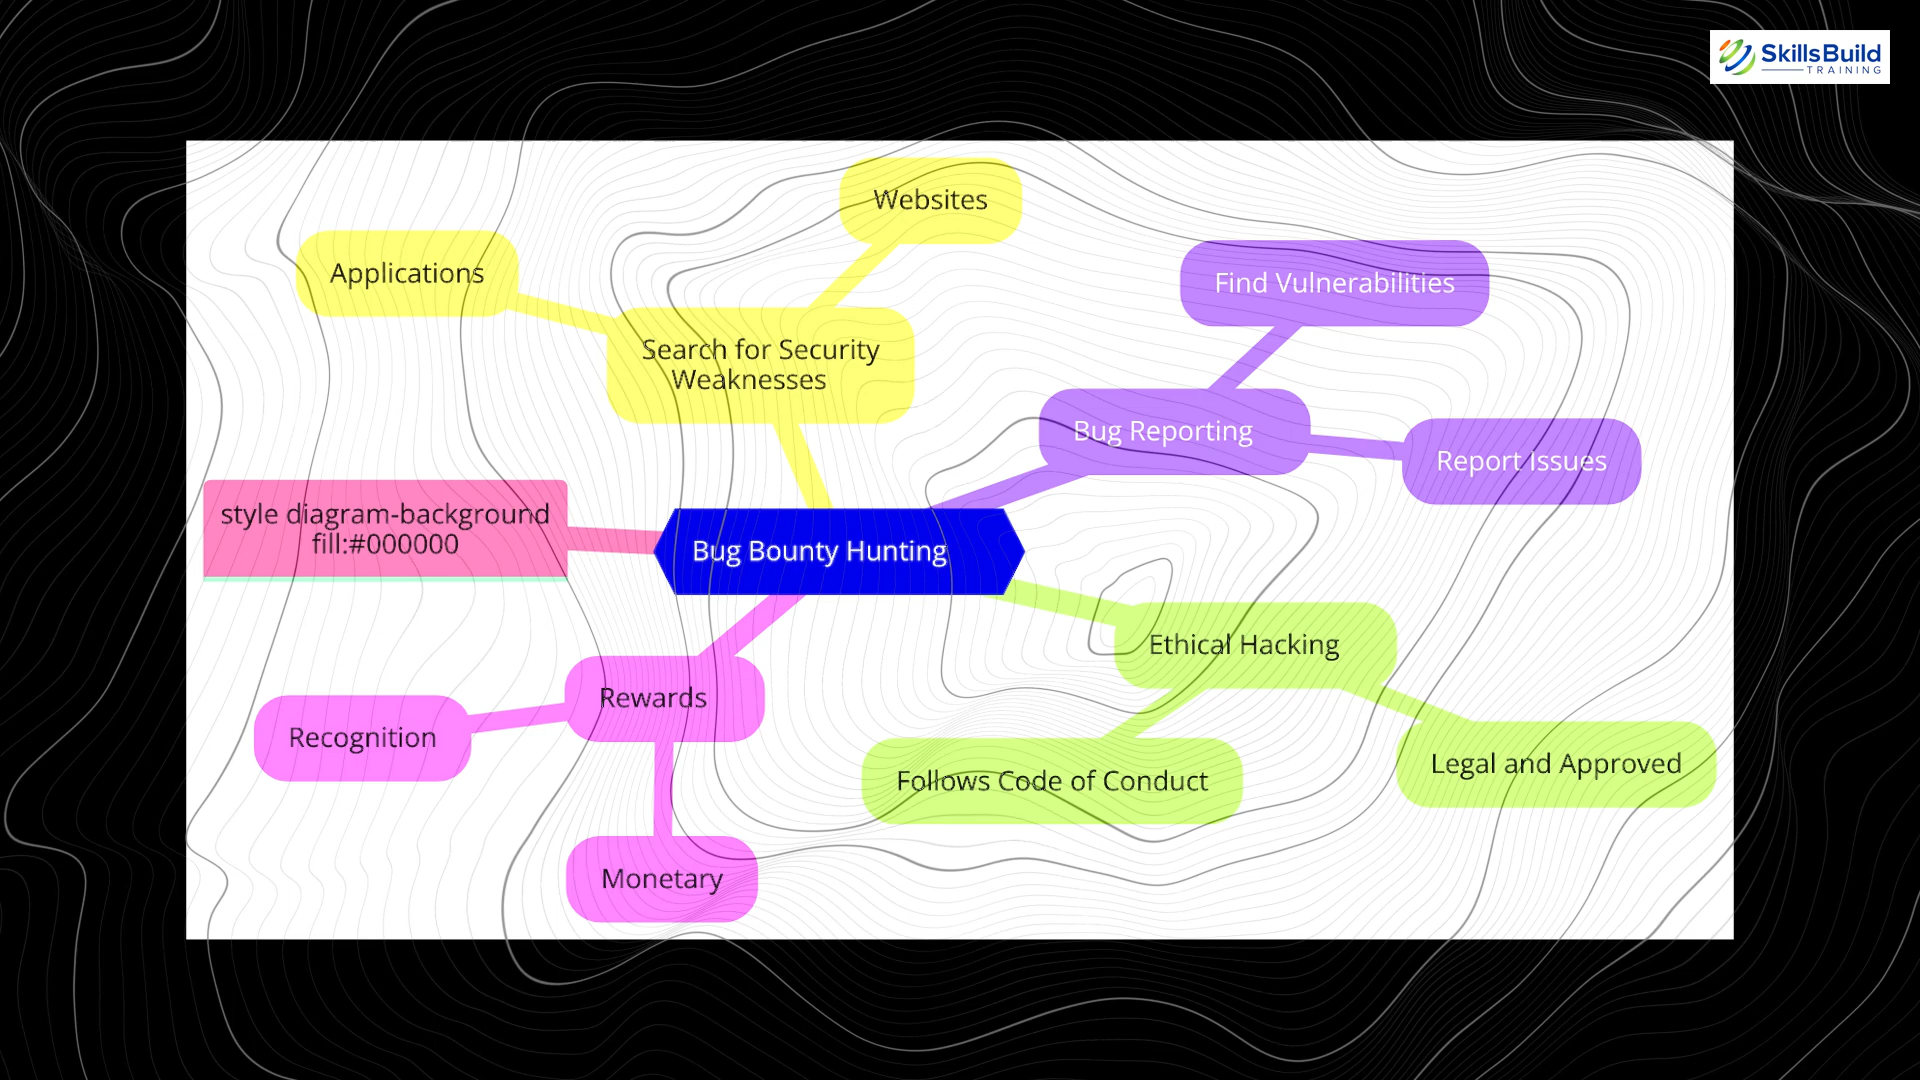 SkillsBuild
TRAINING
Websites
Applications
Find Vulnerabilities
Search for Security
Weaknesses
Bug Reporting
Report Issues
style diagram-background
fill:#000000
Bug Bounty Hunting
Ethical Hacking
Rewards
Recognition
Legal and Approved
Follows Code of Conduct
Monetary